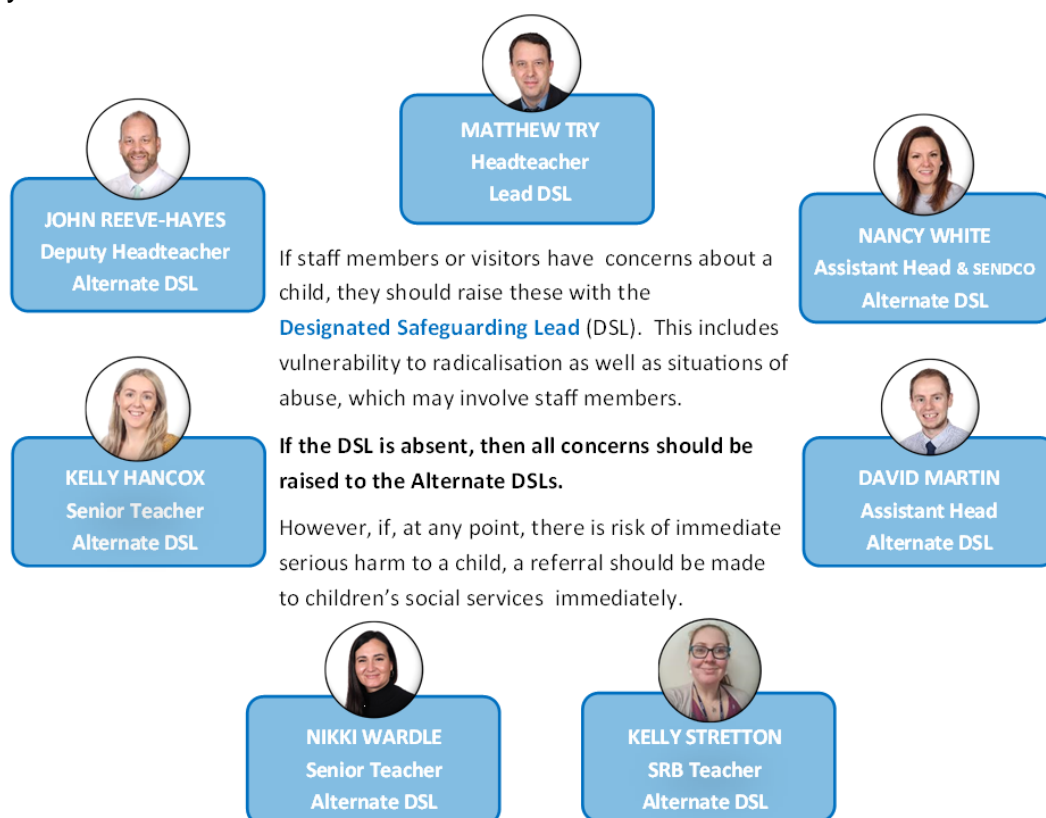 MATTHEW TRY
Headteacher
Lead DSL
JOHN REEVE-HAYES
Deputy Headteacher
Alternate DSL
NANCY WHITE
Assistant Head & SENDCO
Alternate DSL
If staff members or visitors have concerns about a
child, they should raise these with the
Designated Safeguarding Lead (DSL). This includes
vulnerability to radicalisation as well as situations of
abuse, which may involve staff members.
If the DSL is absent, then all concerns should be
raised to the Alternate DSLs.
However, if, at any point, there is risk of immediate
serious harm to a child, a referral should be made
to children's social services immediately.
KELLY HANCOX
Senior Teacher
Alternate DSL
DAVID MARTIN
Assistant Head
Alternate DSL
NIKKI WARDLE
Senior Teacher
Alternate DSL
KELLY STRETTON
SRB Teacher
Alternate DSL